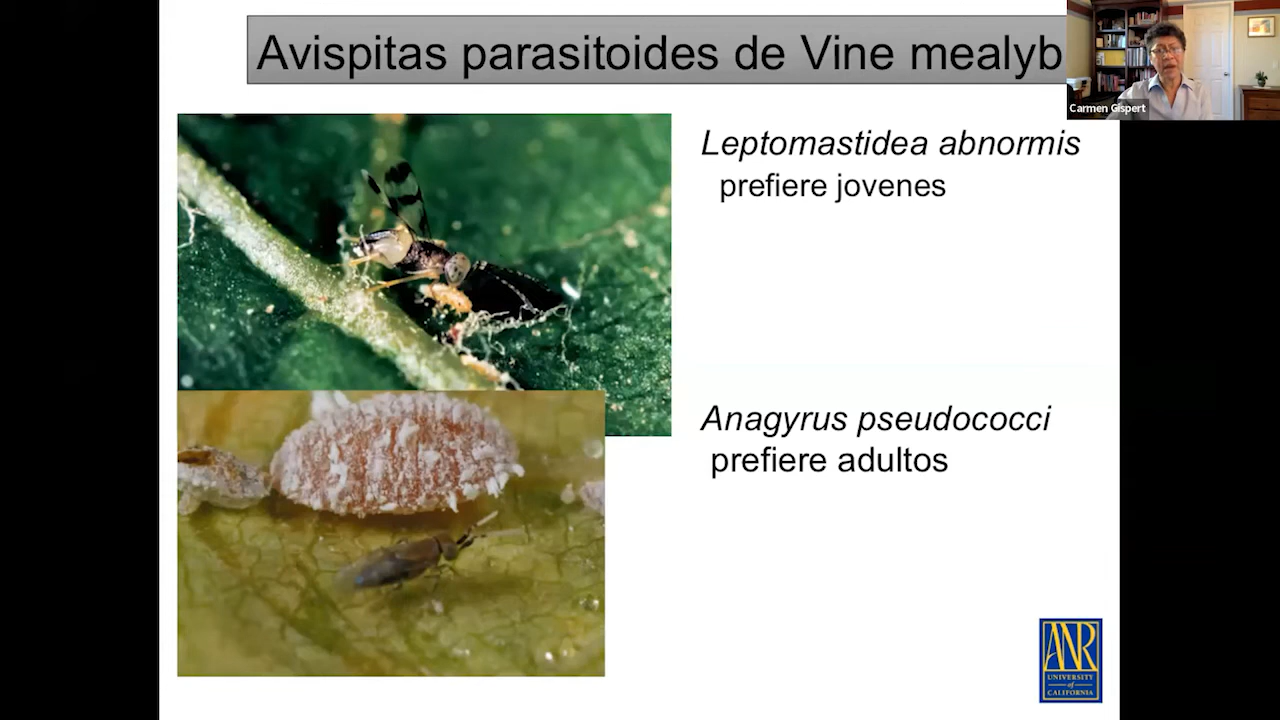 Avispitas parasitoides de Vine mealyb
Carmen Gispert
Leptomastidea abnormis
prefiere jovenes
Anagyrus pseudococci
prefiere adultos
ANR
UNIVERSITY
of
CALIFORNIA